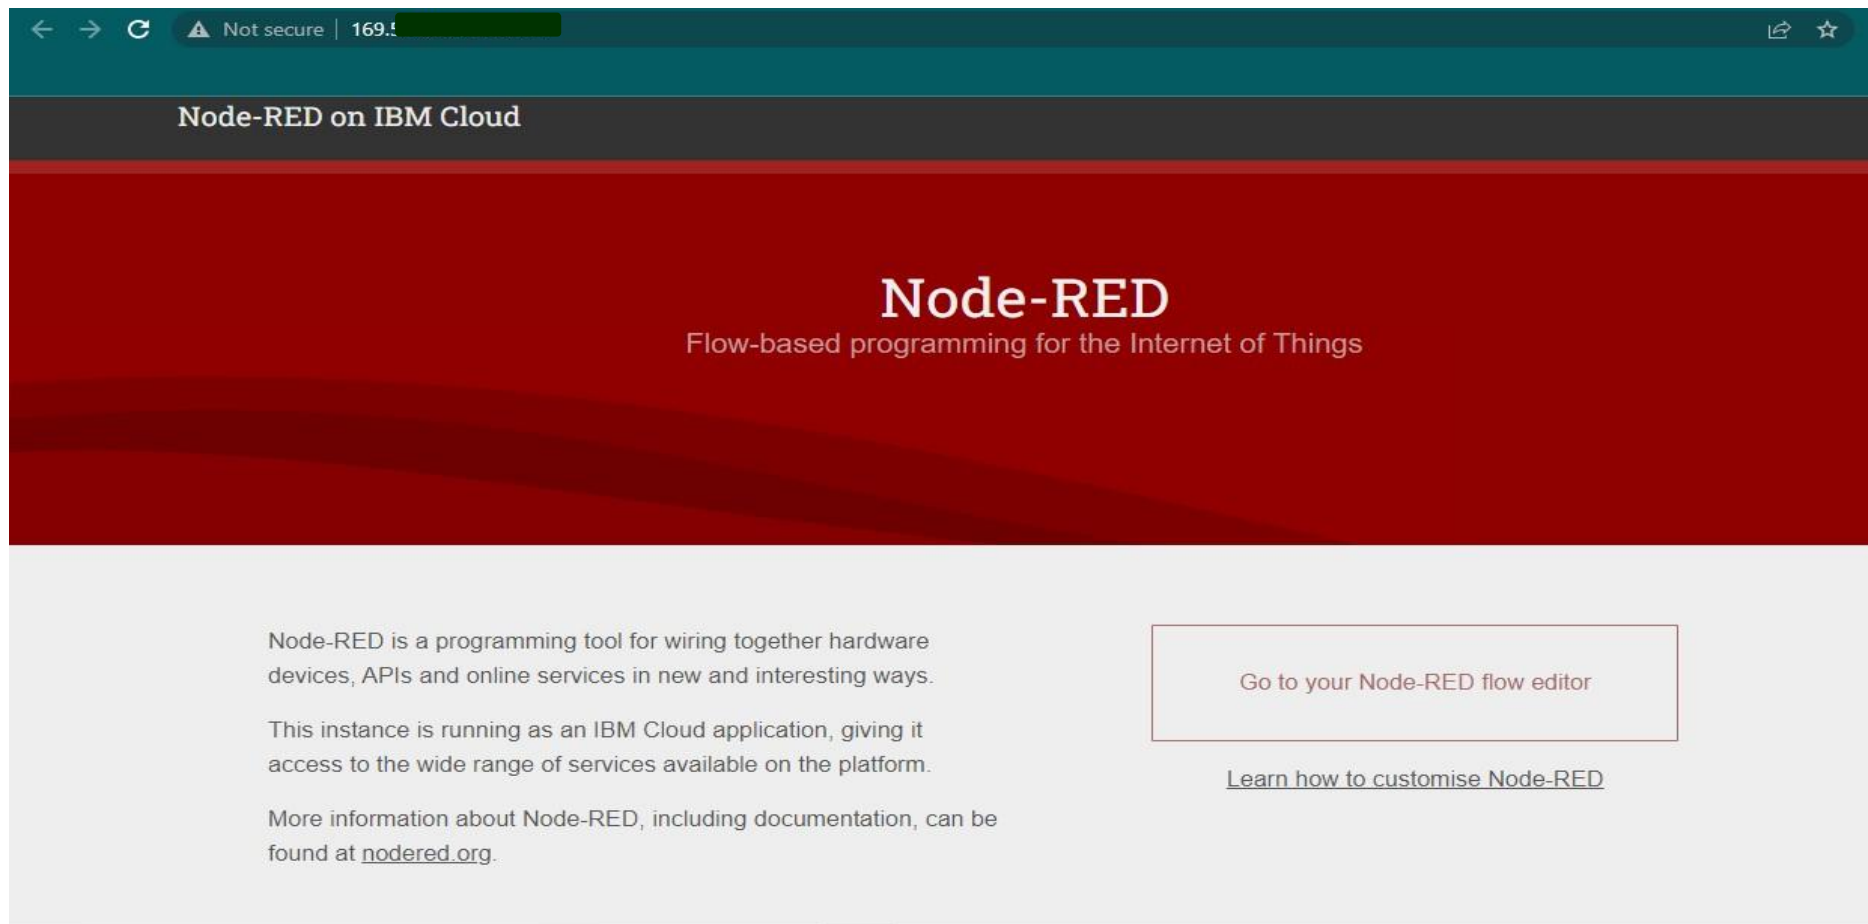 Not secure | 169.5
Node-RED on IBM Cloud
Node-RED
Flow-based programming for the Internet of Things
Node-RED is a programming tool for wiring together hardware
devices, APIs and online services in new and interesting ways.
This instance is running as an IBM Cloud application, giving it
access to the wide range of services available on the platform.
More information about Node-RED, including documentation, can be
found at nodered.org.
Go to your Node-RED flow editor
Learn how to customise Node-RED